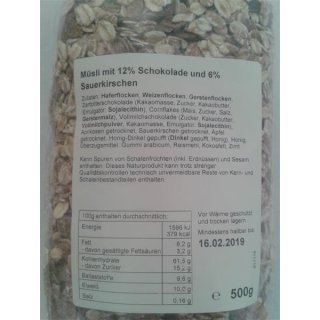 Müsli mit 12% Schokolade und 6%
Sauerkirschen
Zutaten: Haferflocken, Weizenflocken, Gerstenflocken,
Zartbitterschokolade (Kakaomasse, Zucker, Kakaobutter,
Emulgator: Sojalecithin), Cornflakes (Mais, Zucker, Salz,
Gerstenmalz), Vollmilchschokolade (Zucker, Kakaobutter,
Vollmilchpulver, Kakaomasse, Emulgator: Sojalecithin),
Aprikosen getrocknet, Sauerkirschen getrocknet, Äpfel
getrocknet, Honig-Dinkel gepufft (Dinkel gepufft, Honig), Honig
Überzugsmittel: Gummi arabicum, Reismehl, Kokosfett, Zimt
Kann Spuren von Schalenfrüchten (inkl. Erdnüssen) und Sesam
enthalten. Dieses Naturprodukt kann trotz strenger
Qualitätskontrollen technisch unvermeidbare Reste von Kern- und
Schalenbestandteilen enthalten.
100g enthalten durchschnittlich:
Energie 1586 kJ
379 kcal
Fett 8,2 g
- davon gesättigte Fettsäuren 3,2 g
Kohlenhydrate 61,5 g
- davon Zucker 15,2 g
Ballaststoffe 9,6 g
Eiweiß 10,0 g
Salz 0,16 g
Vor Wärme geschützt
und trocken lagern
Mindestens haltbar bis
16.02.2019
e 500g